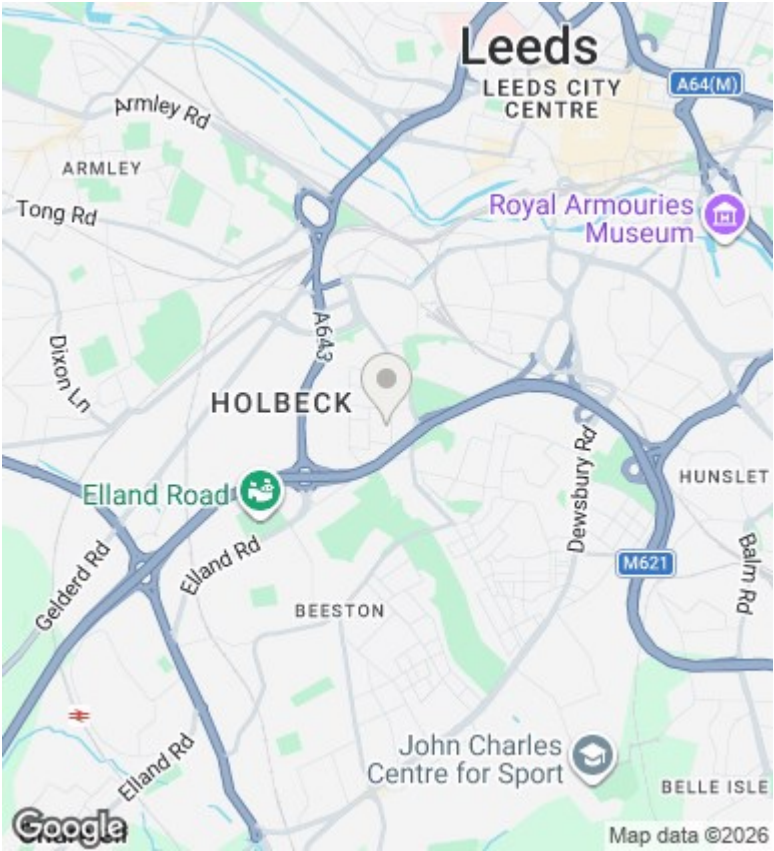 Leeds
LEEDS CITY
CENTRE
A64(M)
Armley Rd
ARMLEY
Tong Rd
Royal Armouries
Museum
A643
Dixon Ln
HOLBECK
Dewsbury Rd
HUNSLET
Elland Road
Elland Rd
Gelderd Rd
M621
Balm Rd
BEESTON
Elland Rd
John Charles
Centre for Sport
BELLE ISLE
Google
Map data ©2026